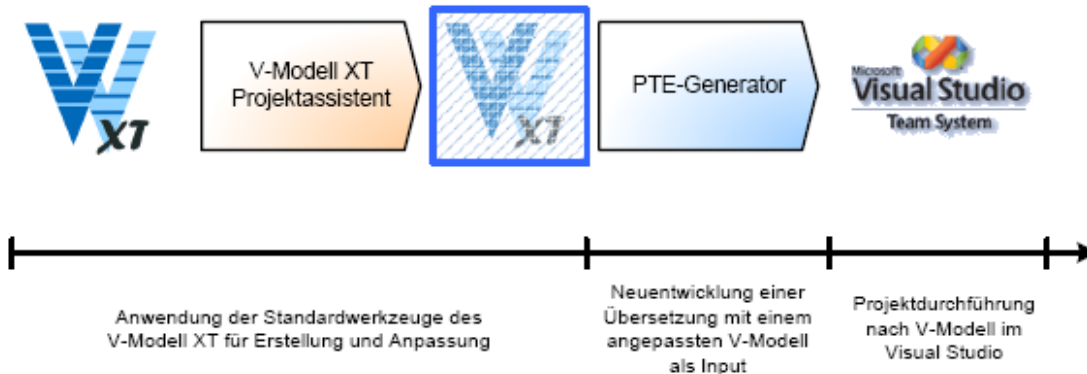 XT
V-Modell XT
Projektassistent
XT
PTE-Generator
Microsoft
Visual Studio
Team System
Anwendung der Standardwerkzeuge des
V-Modell XT für Erstellung und Anpassung
Neuentwicklung einer
Übersetzung mit einem
angepassten V-Modell
als Input
Projektdurchführung
nach V-Modell im
Visual Studio